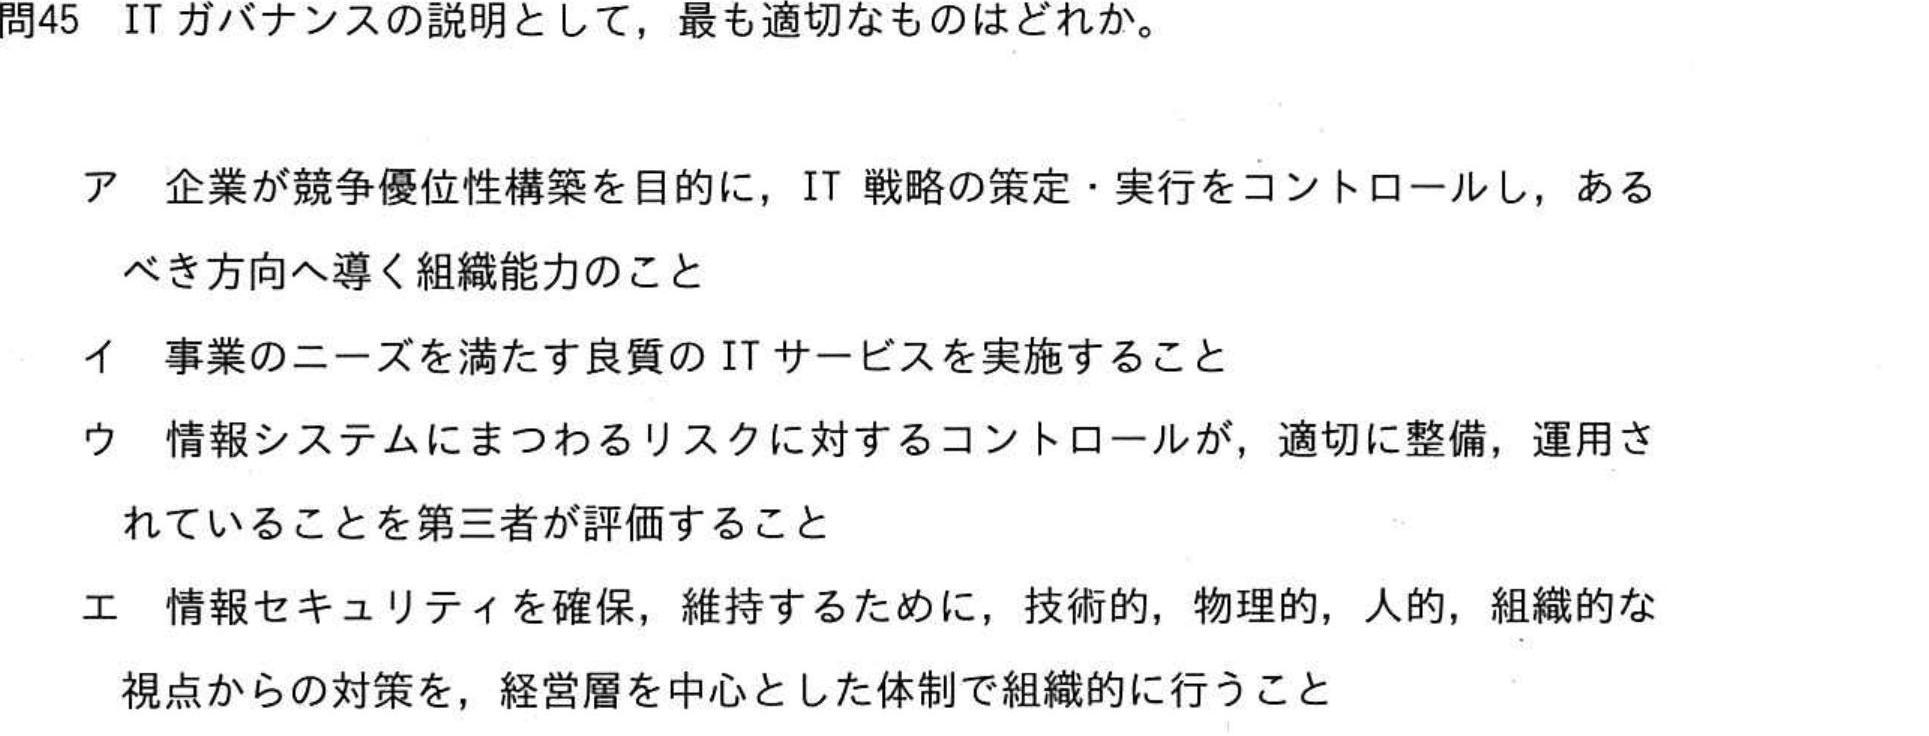 問45　ITガバナンスの説明として，最も適切なものはどれか。
ア　企業が競争優位性構築を目的に，IT 戦略の策定・実行をコントロールし，ある
べき方向へ導く組織能力のこと
イ　事業のニーズを満たす良質の IT サービスを実施すること
ウ　情報システムにまつわるリスクに対するコントロールが，適切に整備，運用さ
れていることを第三者が評価すること
エ　情報セキュリティを確保，維持するために，技術的，物理的，人的，組織的な
視点からの対策を，経営層を中心とした体制で組織的に行うこと